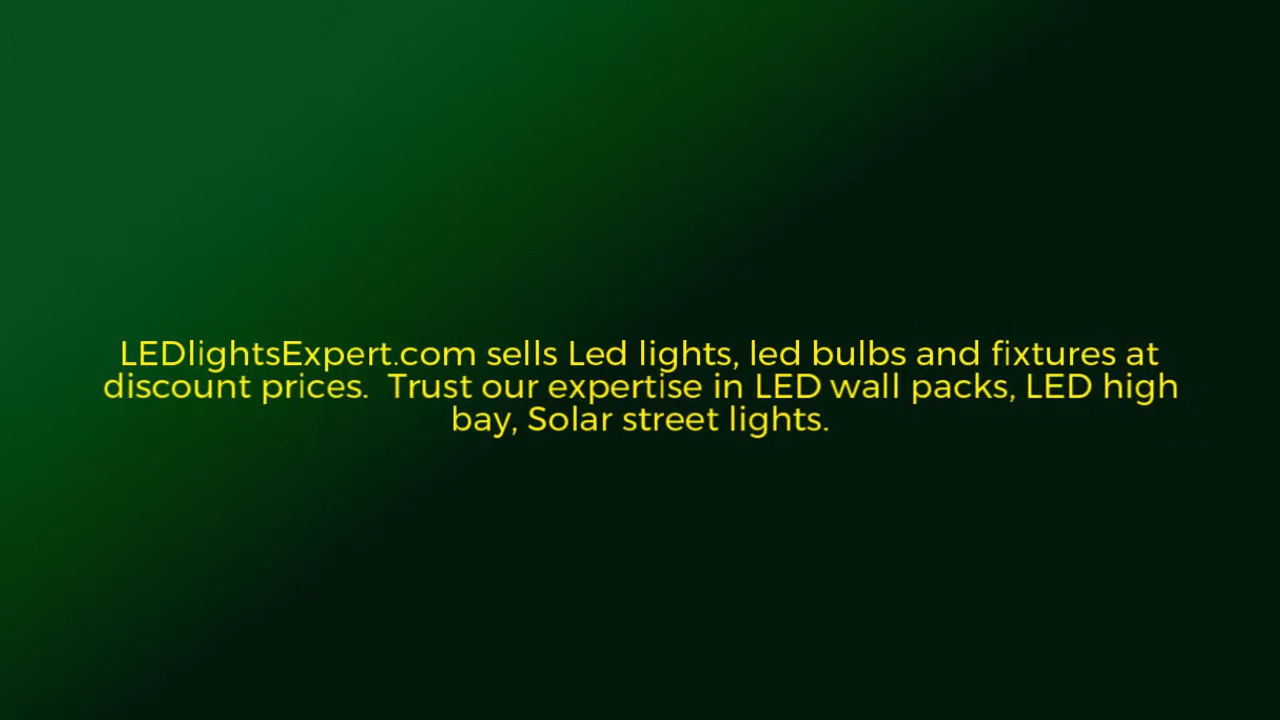 LEDlightsExpert.com sells Led lights, led bulbs and fixtures at
discount prices.  Trust our expertise in LED wall packs, LED high
bay, Solar street lights.